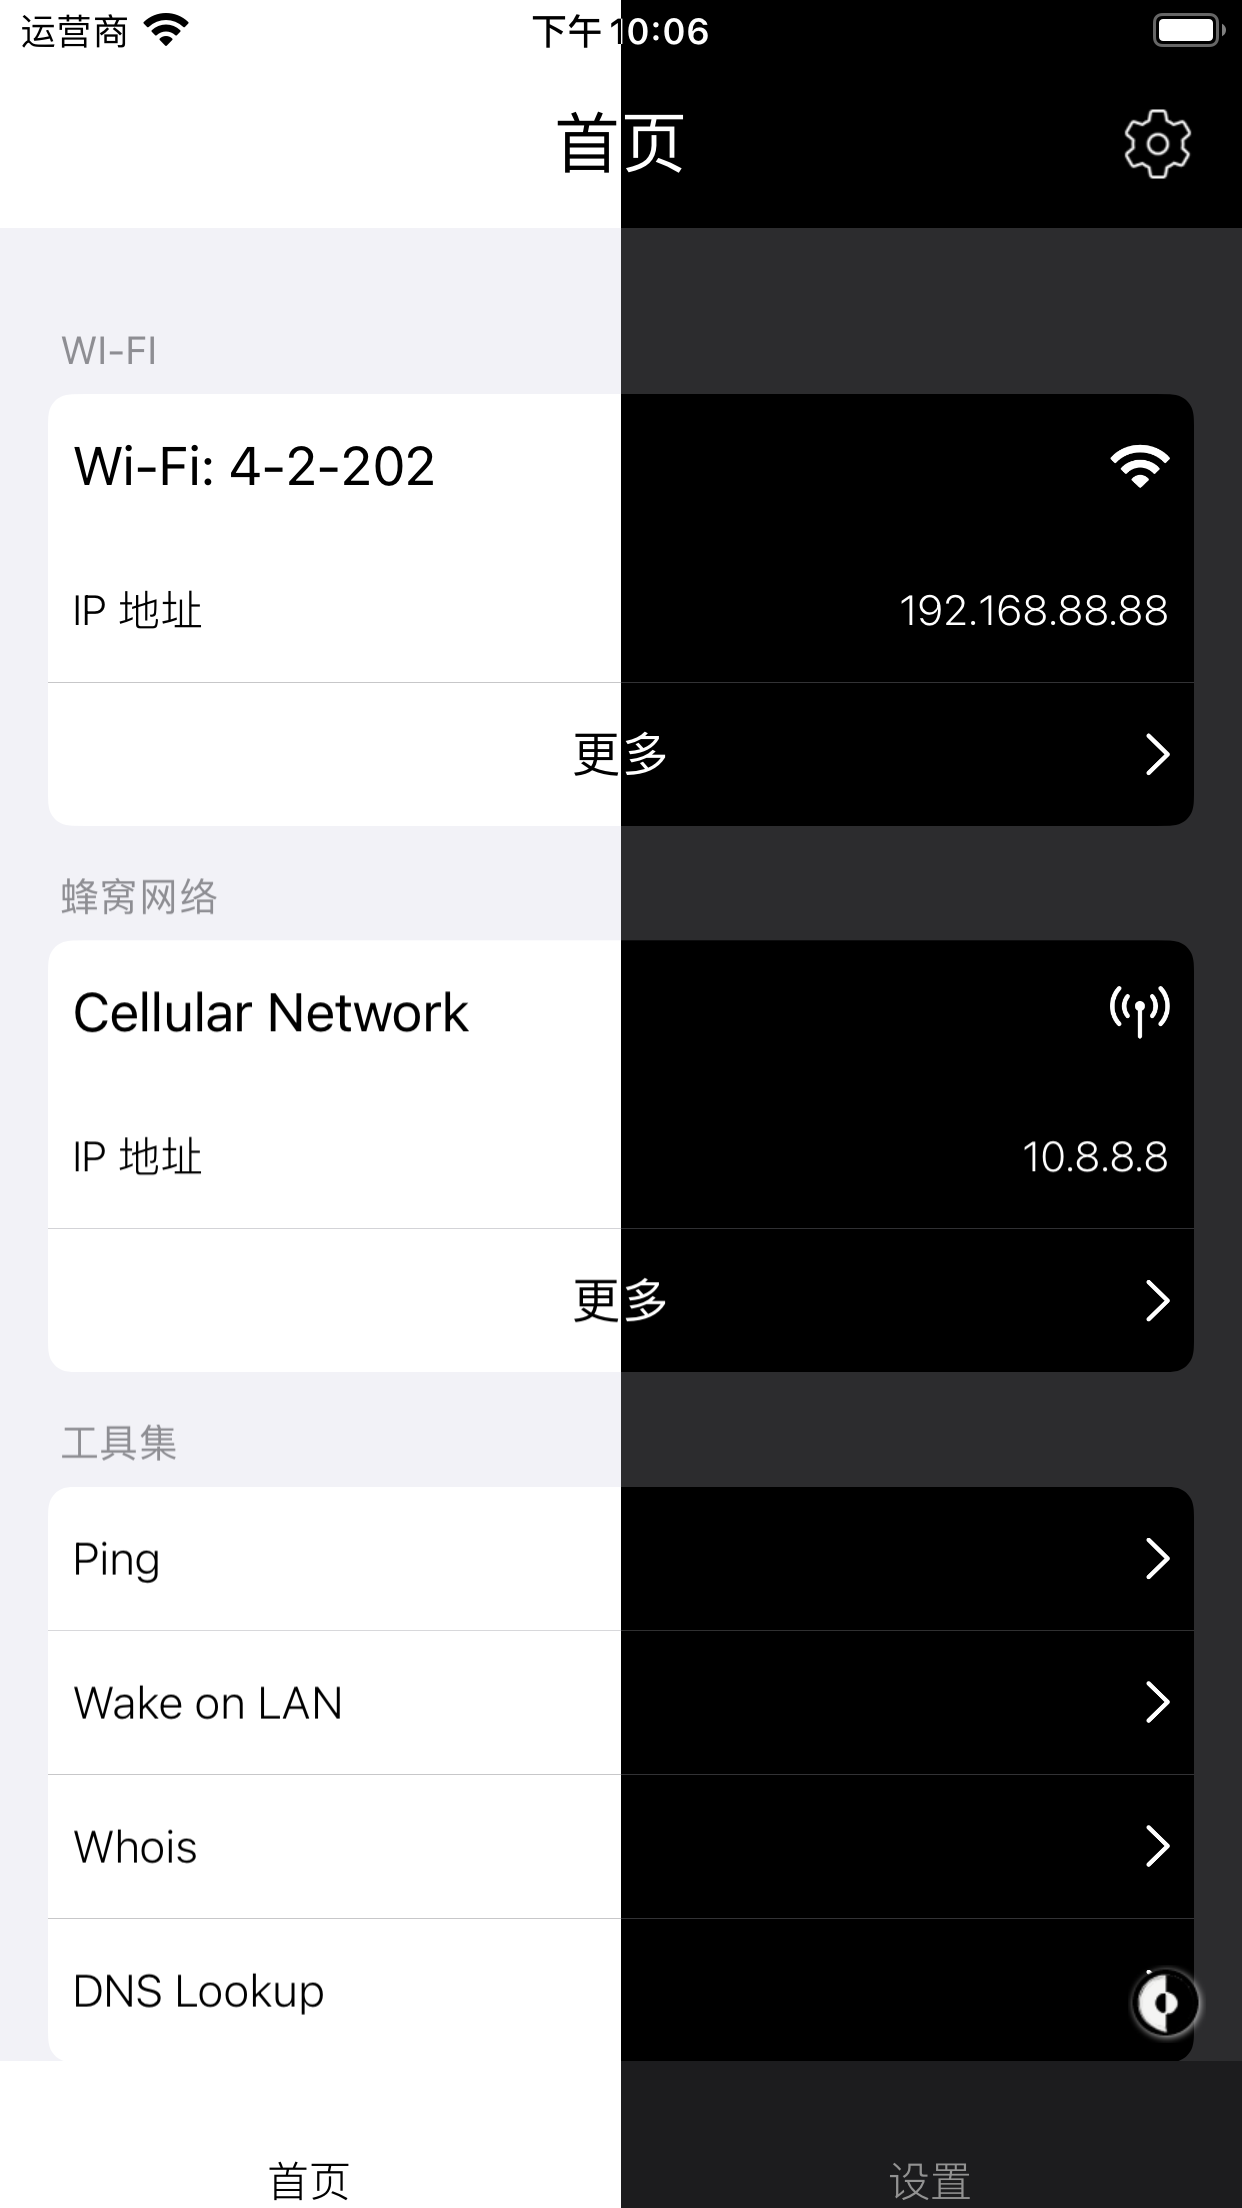 运营商 下午10:06
首页
WI-FI
Wi-Fi: 4-2-202
IP 地址 192.168.88.88
更多
蜂窝网络
Cellular Network
IP 地址 10.8.8.8
更多
工具集
Ping
Wake on LAN
Whois
DNS Lookup
首页 设置